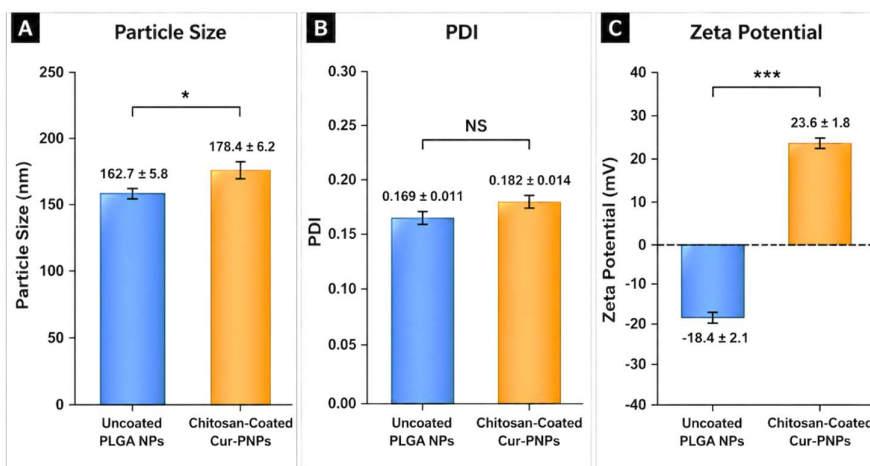 A
Particle Size
Particle Size (nm)
250
200
150
100
50
0
*
162.7 ± 5.8
178.4 ± 6.2
Uncoated
PLGA NPs
Chitosan-Coated
Cur-PNPs
B
PDI
PDI
0.30
0.25
0.20
0.15
0.10
0.05
0.00
NS
0.169 ± 0.011
0.182 ± 0.014
Uncoated
PLGA NPs
Chitosan-Coated
Cur-PNPs
C
Zeta Potential
Zeta Potential (mV)
40
30
20
10
0
-10
-20
-30
-40
***
23.6 ± 1.8
-18.4 ± 2.1
Uncoated
PLGA NPs
Chitosan-Coated
Cur-PNPs